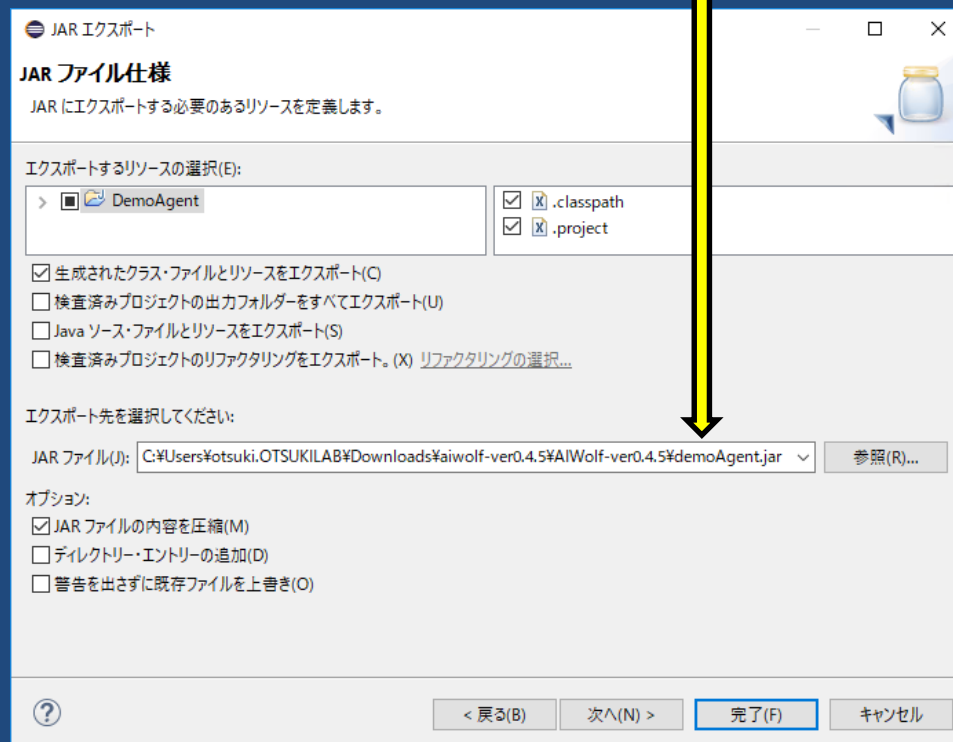 JAR エクスポート
JAR ファイル仕様
JAR にエクスポートする必要のあるリソースを定義します。
エクスポートするリソースの選択(E):
DemoAgent
.classpath
.project
生成されたクラス・ファイルとリソースをエクスポート(C)
検査済みプロジェクトの出力フォルダーをすべてエクスポート(U)
Java ソース・ファイルとリソースをエクスポート(S)
検査済みプロジェクトのリファクタリングをエクスポート。(X) リファクタリングの選択...
エクスポート先を選択してください:
JAR ファイル(J): C:¥Users¥otsuki.OTSUKILAB¥Downloads¥aiwolf-ver0.4.5¥AIWolf-ver0.4.5¥demoAgent.jar 参照(R)...
オプション:
JAR ファイルの内容を圧縮(M)
ディレクトリー・エントリーの追加(D)
警告を出さずに既存ファイルを上書き(O)
< 戻る(B) 次へ(N) > 完了(F) キャンセル